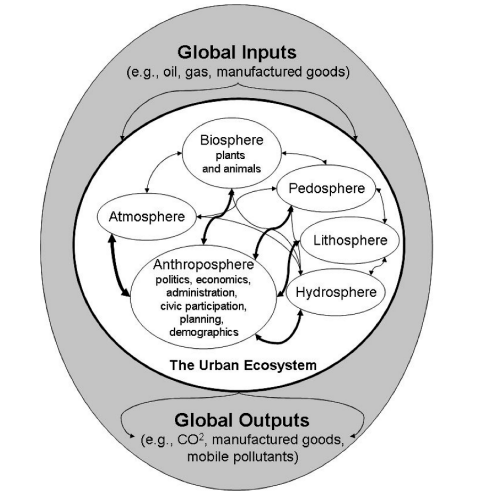 Global Inputs
(e.g., oil, gas, manufactured goods)
Biosphere
plants
and animals
Pedosphere
Atmosphere
Lithosphere
Anthroposphere
politics, economics,
administration,
civic participation,
planning,
demographics
Hydrosphere
The Urban Ecosystem
Global Outputs
(e.g., CO², manufactured goods,
mobile pollutants)